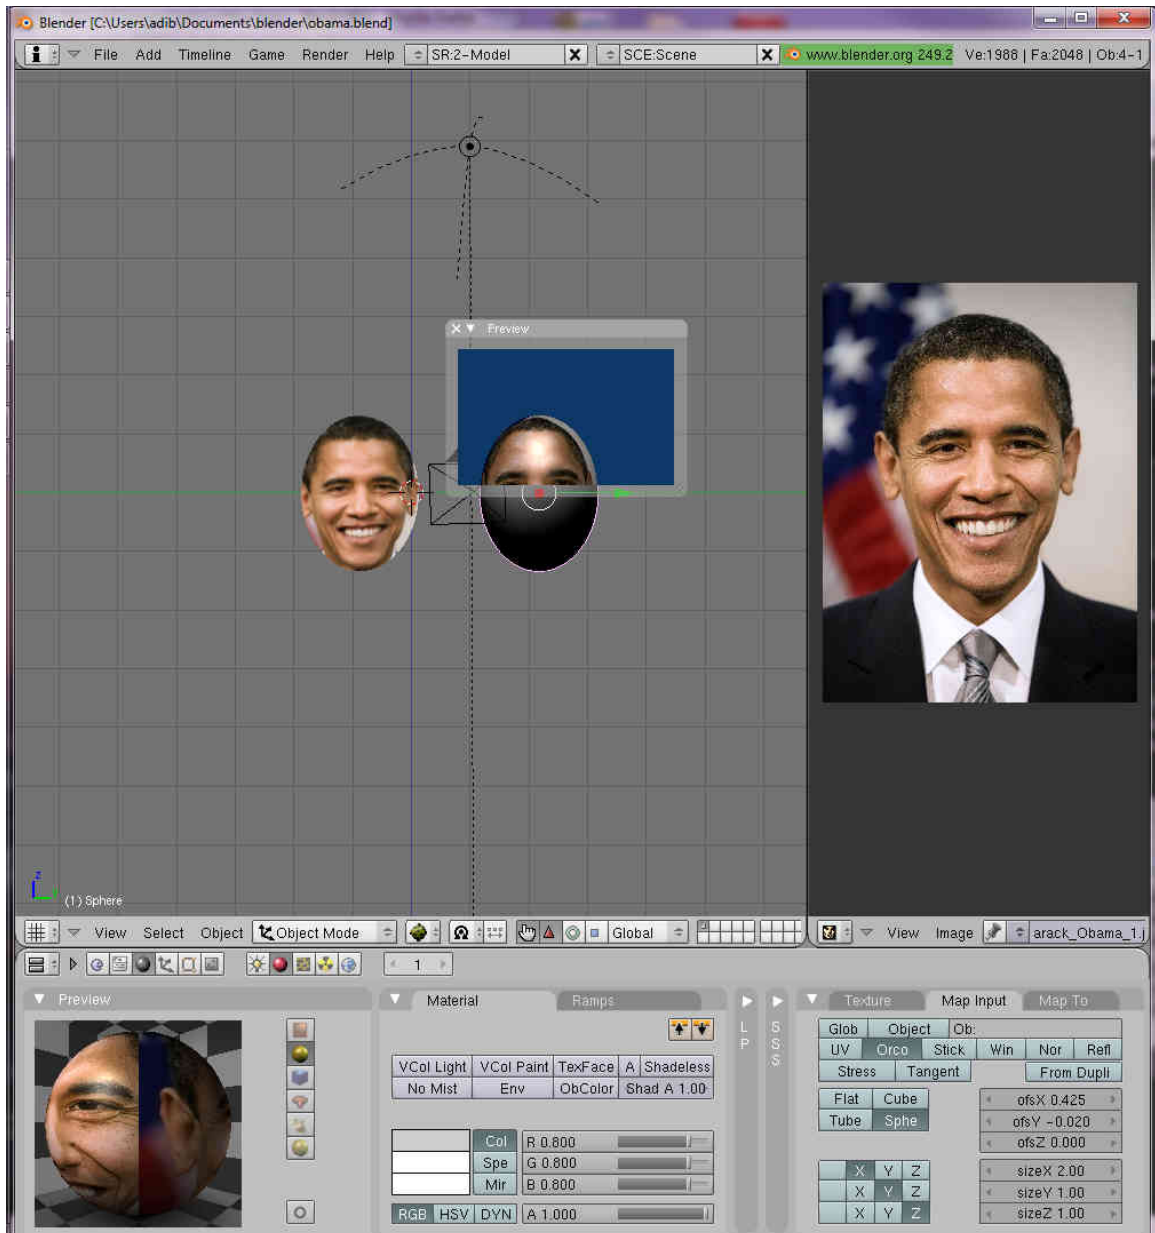 Blender [C:\Users\adib\Documents\blender\obama.blend]
File Add Timeline Game Render Help SR:2-Model SCE:Scene www.blender.org 249.2 Ve:1988 | Fa:2048 | Ob:4-1
Preview
z
(1) Sphere
View Select Object Object Mode Global View Image arack_Obama_1.j
1
Preview
Material Ramps
VCol Light VCol Paint TexFace A Shadeless
No Mist Env ObColor Shad A 1.00
Col R 0.800
Spe G 0.800
Mir B 0.800
RGB HSV DYN A 1.000
L
P
S
S
S
Texture Map Input Map To
Glob Object Ob:
UV Orco Stick Win Nor Refl
Stress Tangent From Dupli
Flat Cube ofsX 0.425
Tube Sphe ofsY -0.020
ofsZ 0.000
X Y Z sizeX 2.00
X Y Z sizeY 1.00
X Y Z sizeZ 1.00